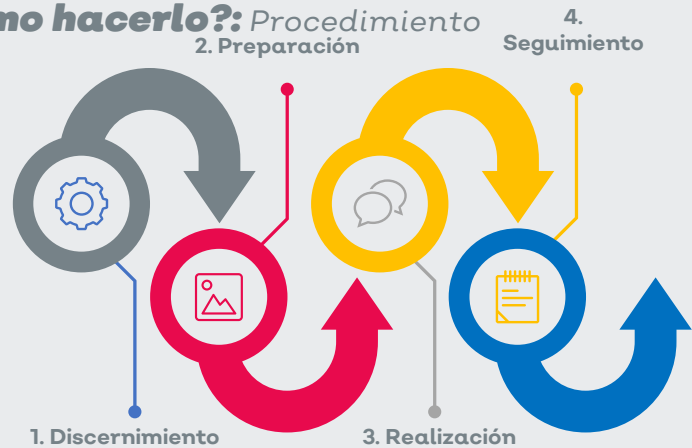 mo hacerlo?: Procedimiento
2. Preparación
4.
Seguimiento
1. Discernimiento
3. Realización